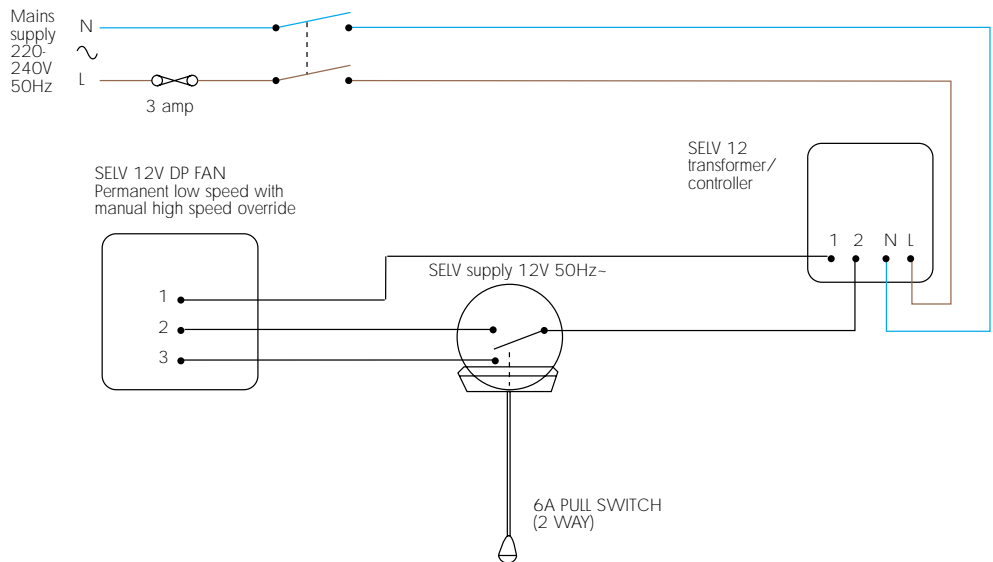 Mains
supply
220-
240V
50Hz
N
L
3 amp
SELV 12
transformer/
controller
SELV 12V DP FAN
Permanent low speed with
manual high speed override
1 2 N L
SELV supply 12V 50Hz~
1
2
3
6A PULL SWITCH
(2 WAY)